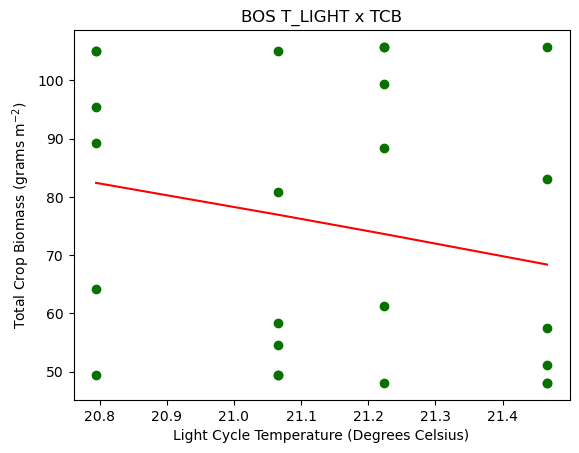 BOS T_LIGHT x TCB
Total Crop Biomass (grams m⁻²)
100
90
80
70
60
50
20.8 20.9 21.0 21.1 21.2 21.3 21.4
Light Cycle Temperature (Degrees Celsius)